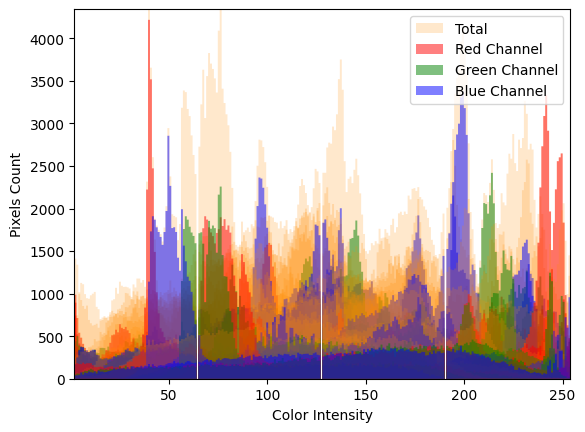 Total
Red Channel
Green Channel
Blue Channel
Pixels Count
4000
3500
3000
2500
2000
1500
1000
500
0
50
100
150
200
250
Color Intensity